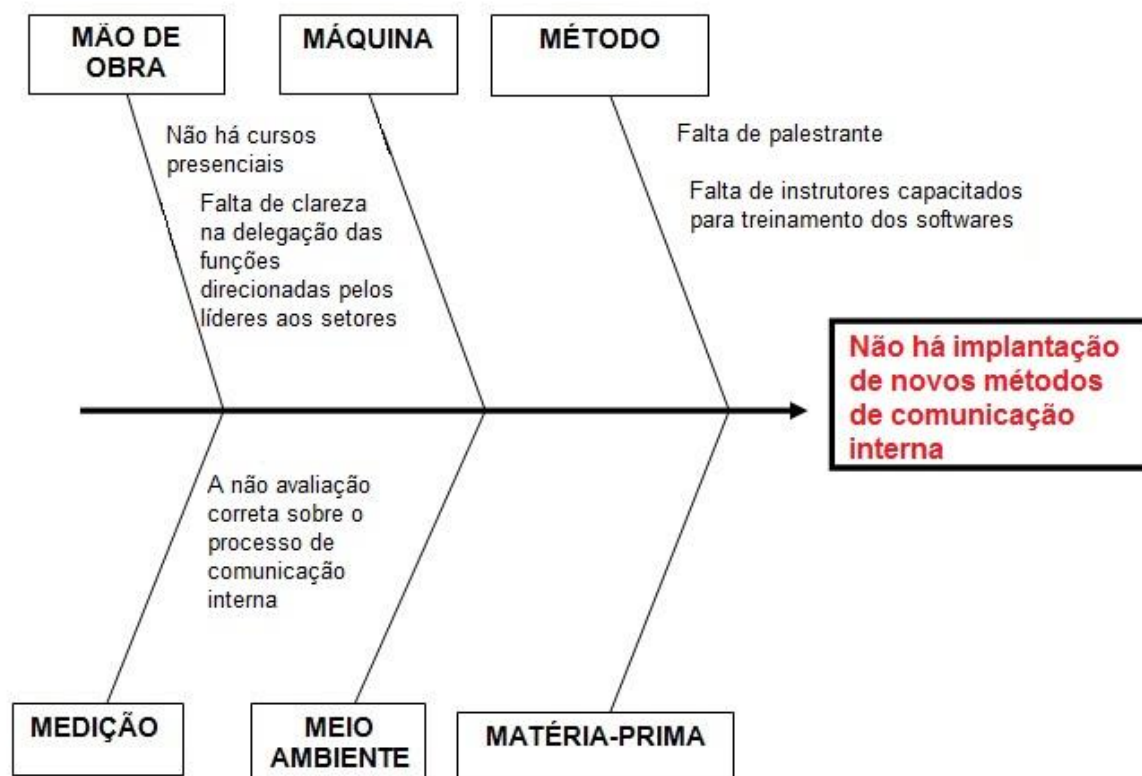 MÃO DE
OBRA
MÁQUINA
MÉTODO
Não há cursos
presenciais
Falta de clareza
na delegação das
funções
direcionadas pelos
líderes aos setores
Falta de palestrante
Falta de instrutores capacitados
para treinamento dos softwares
Não há implantação
de novos métodos
de comunicação
interna
A não avaliação
correta sobre o
processo de
comunicação
interna
MEDIÇÃO
MEIO
AMBIENTE
MATÉRIA-PRIMA